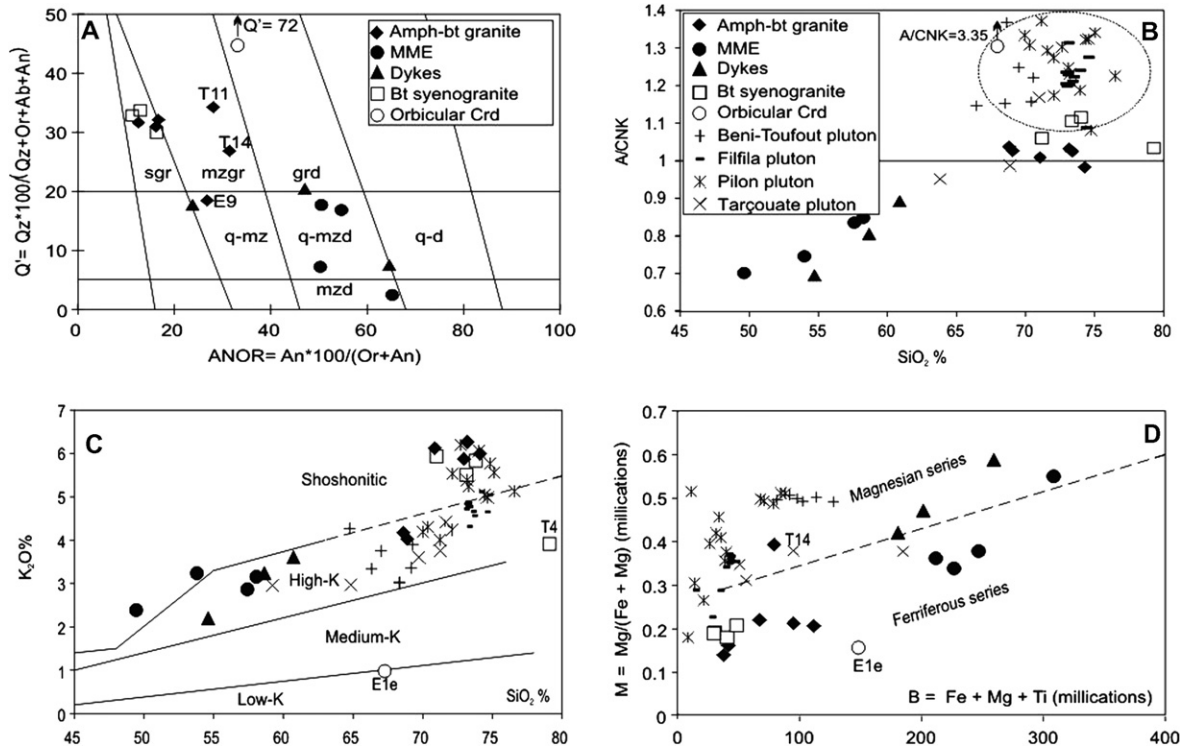 A
Q'= 72
Amph-bt granite
MME
Dykes
Bt syenogranite
Orbicular Crd
T11
T14
E9
sgr
mzgr
grd
q-mz
q-mzd
q-d
mzd
50
40
30
20
10
0
0
20
40
60
80
100
Q'= Qz*100/(Qz+Or+Ab+An)
ANOR= An*100/(Or+An)
B
Amph-bt granite
MME
Dykes
Bt syenogranite
Orbicular Crd
Beni-Toufout pluton
Filfila pluton
Pilon pluton
Tarçouate pluton
A/CNK=3.35
1.4
1.3
1.2
1.1
1
0.9
0.8
0.7
0.6
45
50
55
60
65
70
75
80
A/CNK
SiO2 %
C
Shoshonitic
High-K
Medium-K
Low-K
T4
E1e
SiO2 %
7
6
5
4
3
2
1
0
45
50
55
60
65
70
75
80
K2O%
D
Magnesian series
Ferriferous series
T14
E1e
0.7
0.6
0.5
0.4
0.3
0.2
0.1
0
0
100
200
300
400
M = Mg/(Fe + Mg) (millications)
B = Fe + Mg + Ti (millications)